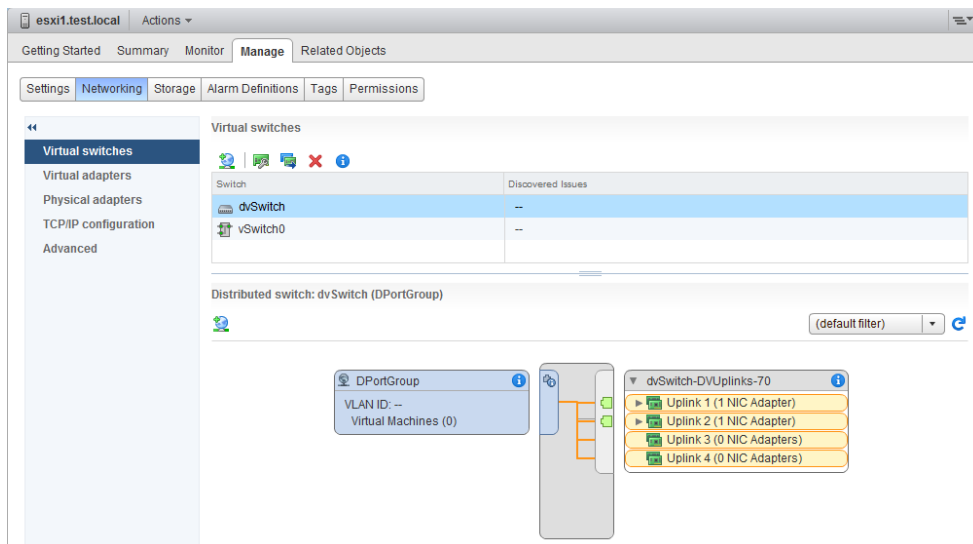 esxi1.test.local Actions
Getting Started Summary Monitor Manage Related Objects
Settings Networking Storage Alarm Definitions Tags Permissions
Virtual switches
Virtual adapters
Physical adapters
TCP/IP configuration
Advanced
Virtual switches
Switch Discovered Issues
dvSwitch --
vSwitch0 --
Distributed switch: dvSwitch (DPortGroup)
(default filter)
DPortGroup
VLAN ID: --
Virtual Machines (0)
dvSwitch-DVUplinks-70
Uplink 1 (1 NIC Adapter)
Uplink 2 (1 NIC Adapter)
Uplink 3 (0 NIC Adapters)
Uplink 4 (0 NIC Adapters)